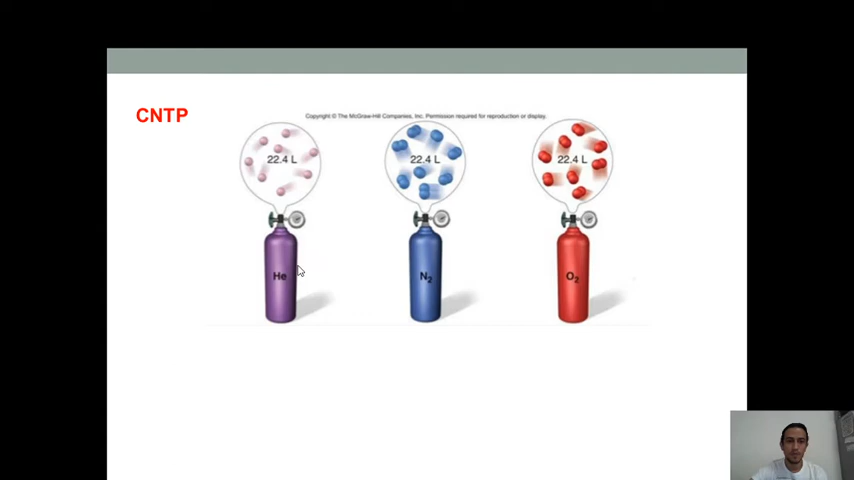 CNTP
Copyright © The McGraw-Hill Companies, Inc. Permission required for reproduction or display.
22.4 L
22.4 L
22.4 L
He
N₂
O₂